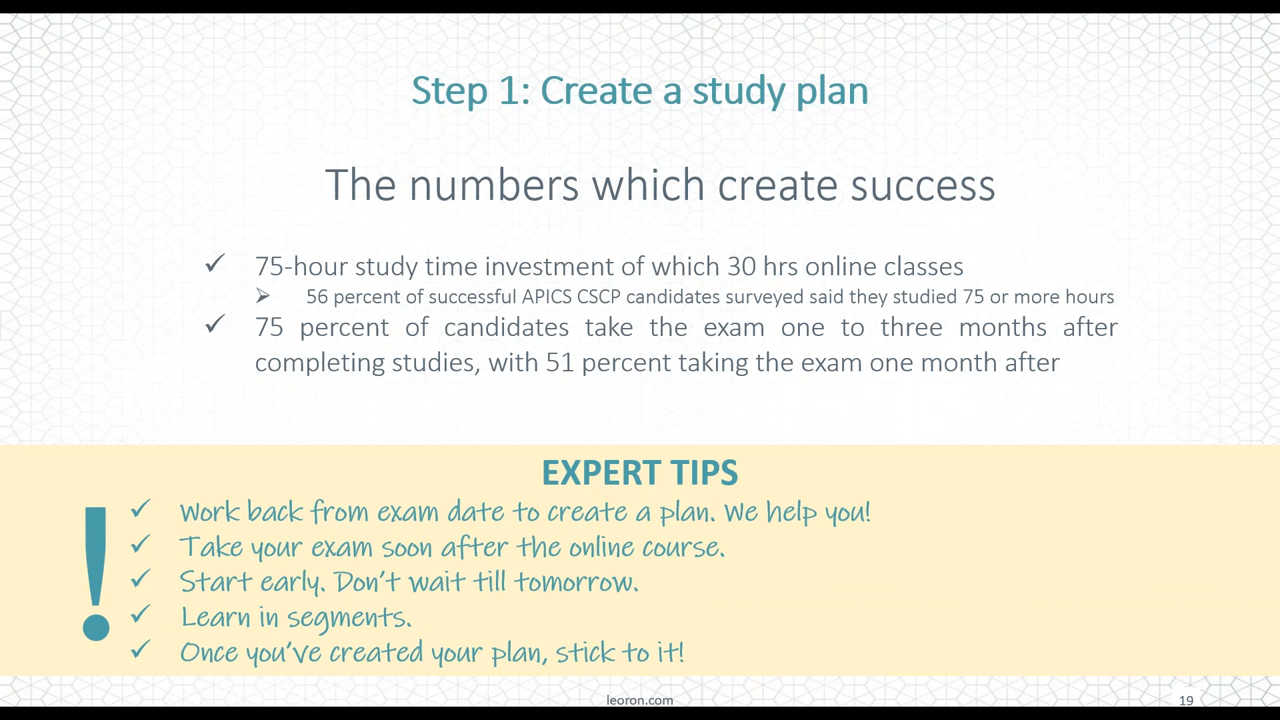 Step 1: Create a study plan
The numbers which create success
✓ 75-hour study time investment of which 30 hrs online classes
➢ 56 percent of successful APICS CSCP candidates surveyed said they studied 75 or more hours
✓ 75 percent of candidates take the exam one to three months after
completing studies, with 51 percent taking the exam one month after
EXPERT TIPS
!
✓ Work back from exam date to create a plan. We help you!
✓ Take your exam soon after the online course.
✓ Start early. Don't wait till tomorrow.
✓ Learn in segments.
✓ Once you've created your plan, stick to it!
leoron.com
19